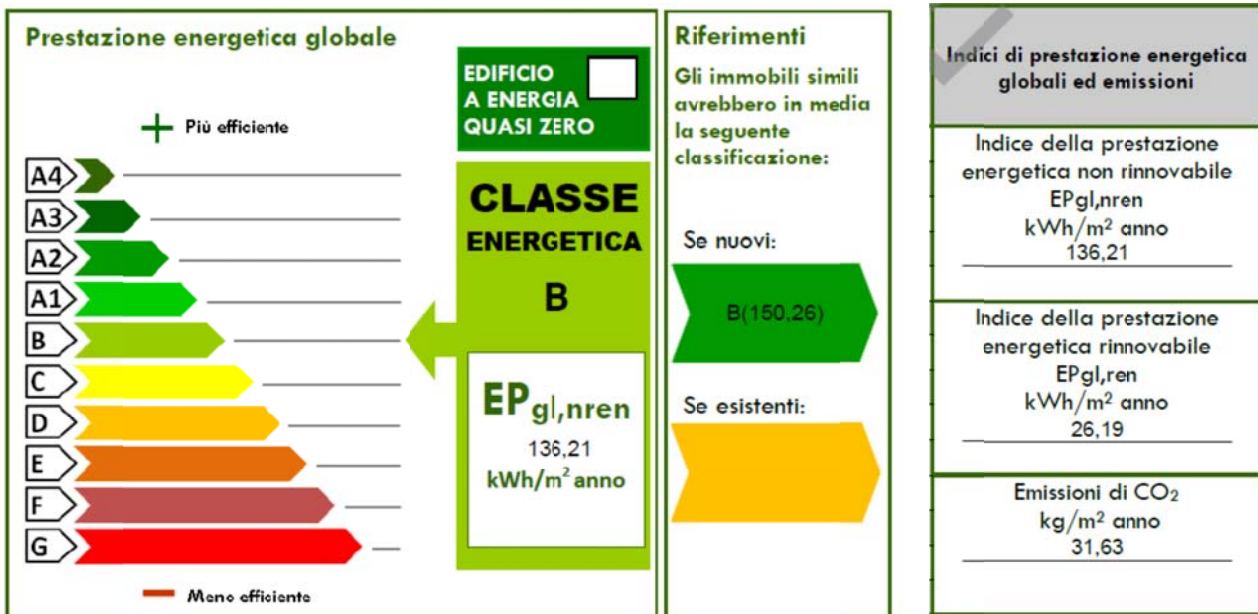 Prestazione energetica globale
Più efficiente
A4
A3
A2
A1
B
C
D
E
F
G
Meno efficiente
EDIFICIO
A ENERGIA
QUASI ZERO
CLASSE
ENERGETICA
B
EPgl,nren
136,21
kWh/m² anno
Riferimenti
Gli immobili simili
avrebbero in media
la seguente
classificazione:
Se nuovi:
B(150,26)
Se esistenti:
Indici di prestazione energetica
globali ed emissioni
Indice della prestazione
energetica non rinnovabile
EPgl,nren
kWh/m² anno
136,21
Indice della prestazione
energetica rinnovabile
EPgl,ren
kWh/m² anno
26,19
Emissioni di CO₂
kg/m² anno
31,63